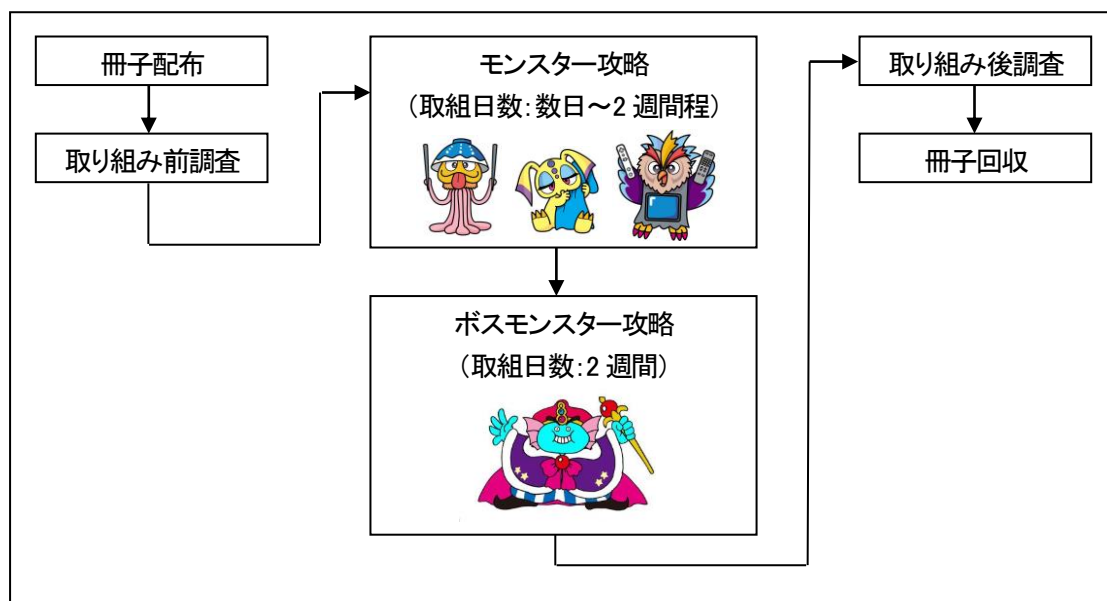 冊子配布
取り組み前調査
モンスター攻略
（取組日数：数日～2 週間程）
ボスモンスター攻略
（取組日数：2 週間）
取り組み後調査
冊子回収